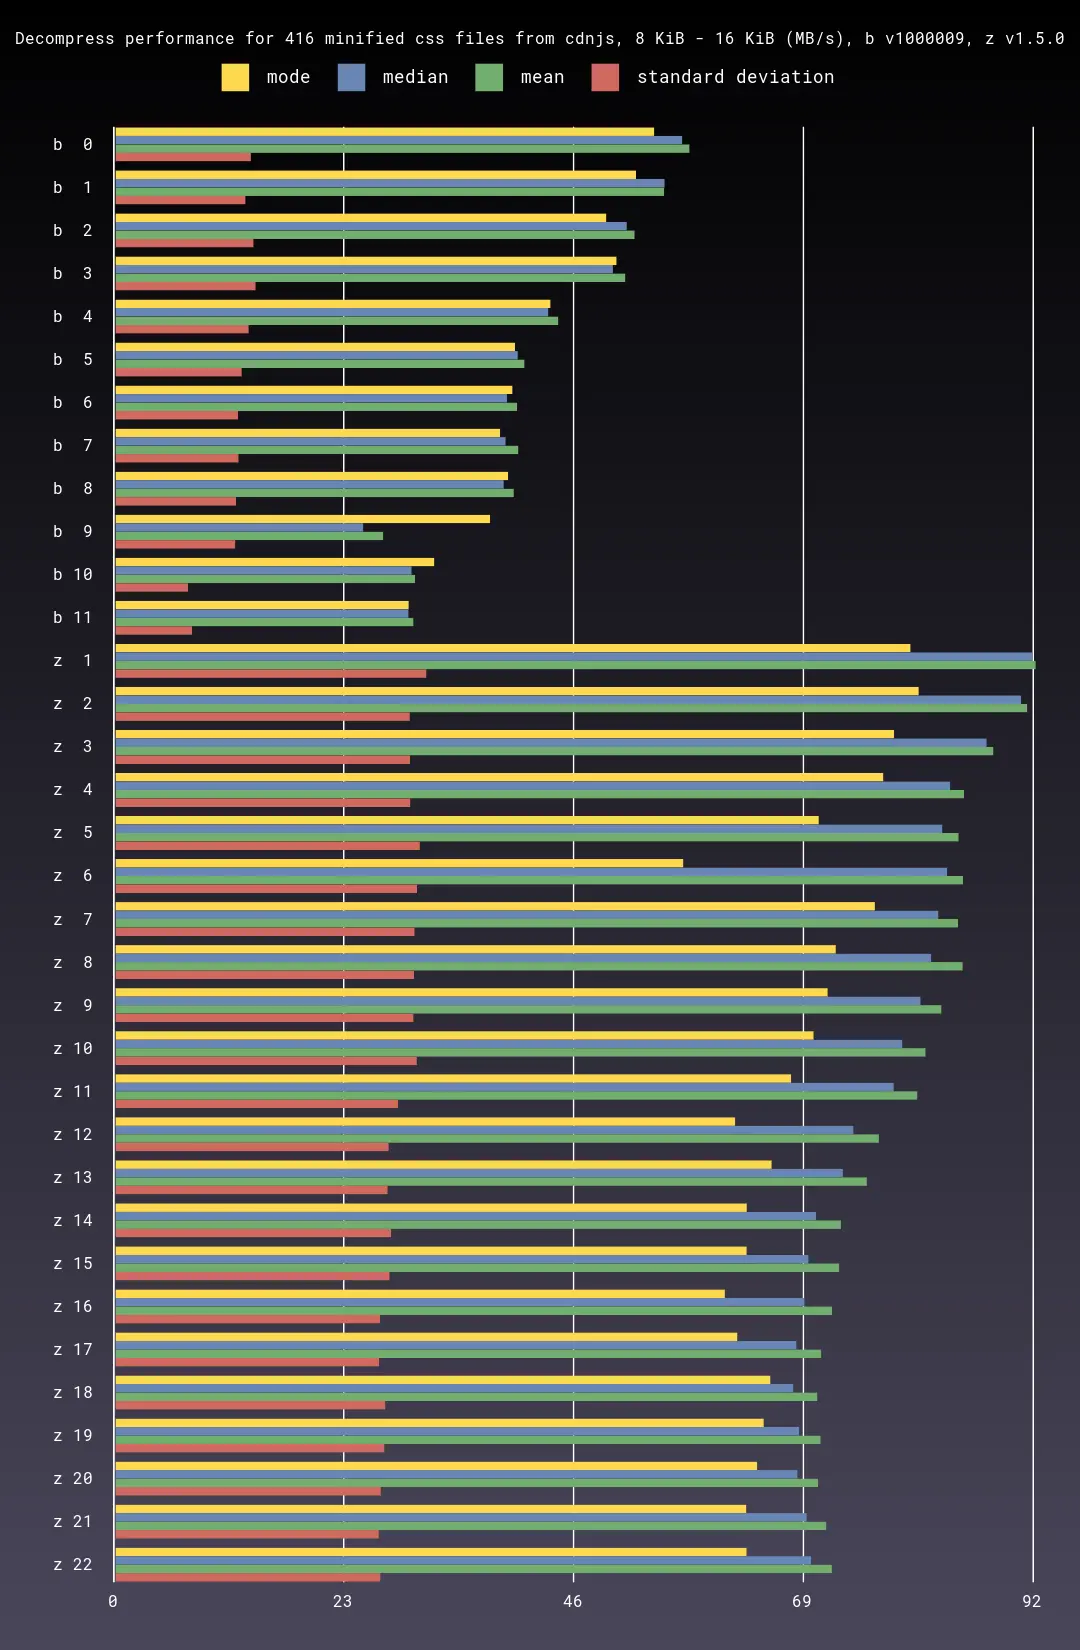 Decompress performance for 416 minified css files from cdnjs, 8 KiB - 16 KiB (MB/s), b v1000009, z v1.5.0
mode median mean standard deviation
b 0
b 1
b 2
b 3
b 4
b 5
b 6
b 7
b 8
b 9
b 10
b 11
z 1
z 2
z 3
z 4
z 5
z 6
z 7
z 8
z 9
z 10
z 11
z 12
z 13
z 14
z 15
z 16
z 17
z 18
z 19
z 20
z 21
z 22
0 23 46 69 92